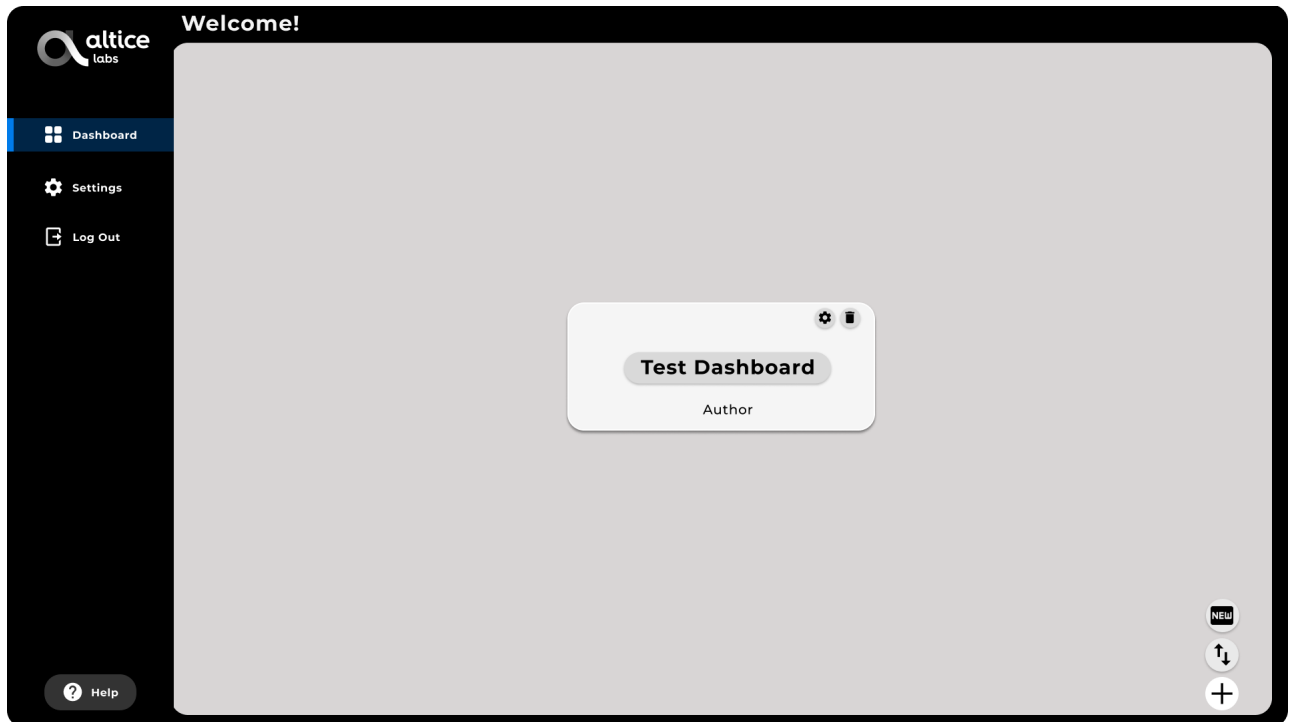 Welcome!
altice
labs
Dashboard
Settings
Log Out
Test Dashboard
Author
NEW
Help